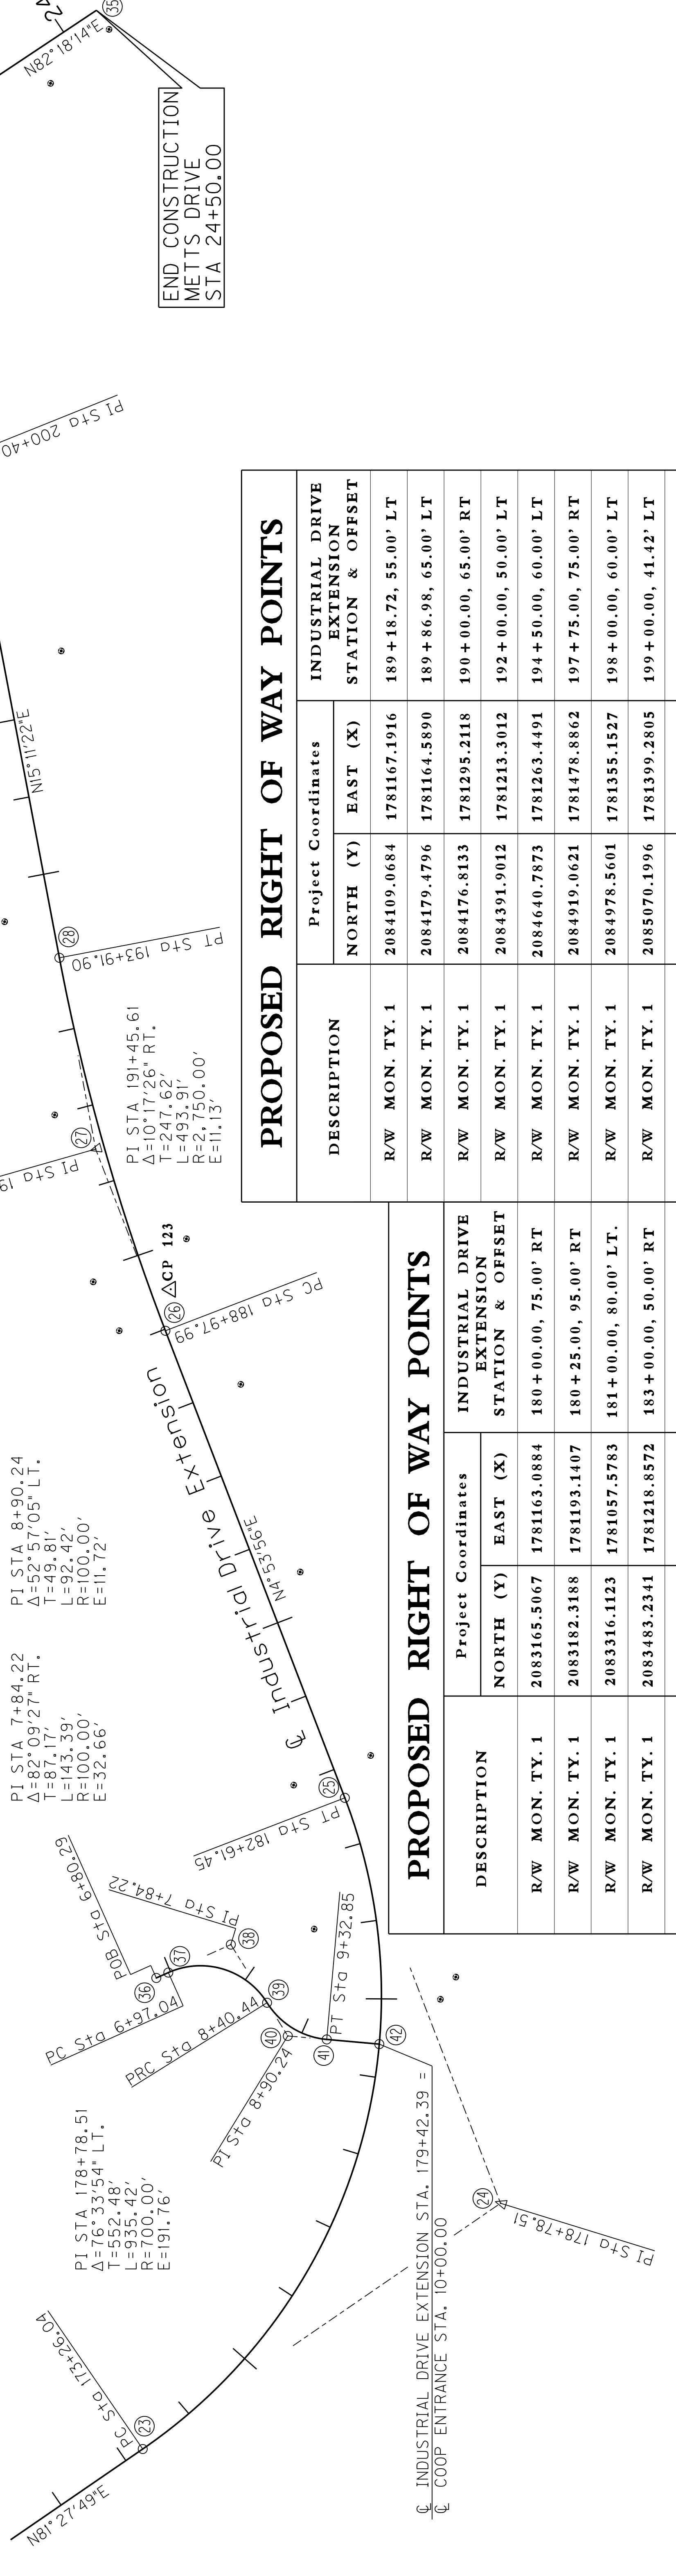 N81°27'49"E
PC Sta 173+26.04
23
PI STA 178+78.51
Δ=76°33'54" LT.
T=552.48'
L=935.42'
R=700.00'
E=191.76'
PI Sta 178+78.51
24
℄ INDUSTRIAL DRIVE EXTENSION STA. 179+42.39 =
℄ COOP ENTRANCE STA. 10+00.00
POB Sta 6+80.29
36
PC Sta 6+97.04
37
PI Sta 7+84.22
38
PRC Sta 8+40.44
39
PI Sta 8+90.24
40
PT Sta 9+32.85
41
42
PI STA 7+84.22
Δ=82°09'27" RT.
T=87.17'
L=143.39'
R=100.00'
E=32.66'
PI STA 8+90.24
Δ=52°57'05" LT.
T=49.81'
L=92.42'
R=100.00'
E=11.72'
PT Sta 182+61.45
25
℄ Industrial Drive Extension
N4°53'56"E
PC Sta 188+97.99
26
CP 123
PI Sta 19
27
PI STA 191+45.61
Δ=10°17'26" RT.
T=247.62'
L=493.91'
R=2,750.00'
E=11.13'
PT Sta 193+91.90
28
N15°11'22"E
PI Sta 200+40
END CONSTRUCTION
METTS DRIVE
STA 24+50.00
N82°18'14"E
35
24
PROPOSED RIGHT OF WAY POINTS
DESCRIPTION
Project Coordinates
NORTH (Y) EAST (X)
INDUSTRIAL DRIVE
EXTENSION
STATION & OFFSET
R/W MON. TY. 1 2083165.5067 1781163.0884 180+00.00, 75.00' RT
R/W MON. TY. 1 2083182.3188 1781193.1407 180+25.00, 95.00' RT
R/W MON. TY. 1 2083316.1123 1781057.5783 181+00.00, 80.00' LT.
R/W MON. TY. 1 2083483.2341 1781218.8572 183+00.00, 50.00' RT
PROPOSED RIGHT OF WAY POINTS
DESCRIPTION
Project Coordinates
NORTH (Y) EAST (X)
INDUSTRIAL DRIVE
EXTENSION
STATION & OFFSET
R/W MON. TY. 1 2084109.0684 1781167.1916 189+18.72, 55.00' LT
R/W MON. TY. 1 2084179.4796 1781164.5890 189+86.98, 65.00' LT
R/W MON. TY. 1 2084176.8133 1781295.2118 190+00.00, 65.00' RT
R/W MON. TY. 1 2084391.9012 1781213.3012 192+00.00, 50.00' LT
R/W MON. TY. 1 2084640.7873 1781263.4491 194+50.00, 60.00' LT
R/W MON. TY. 1 2084919.0621 1781478.8862 197+75.00, 75.00' RT
R/W MON. TY. 1 2084978.5601 1781355.1527 198+00.00, 60.00' LT
R/W MON. TY. 1 2085070.1996 1781399.2805 199+00.00, 41.42' LT